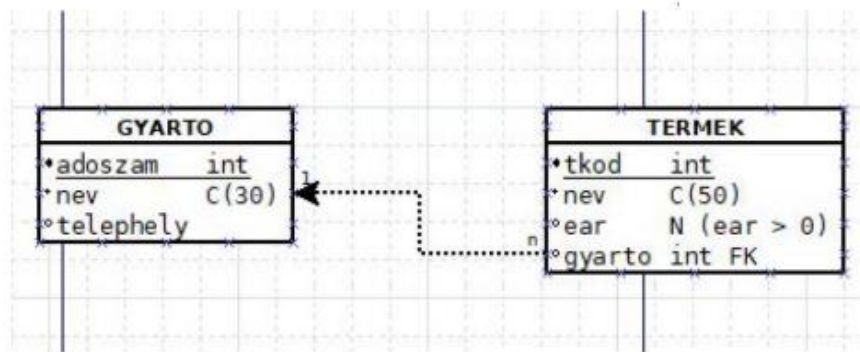 GYARTO
adoszam int
nev C(30)
telephely
1
n
TERMEK
tkod int
nev C(50)
ear N (ear > 0)
gyarto int FK